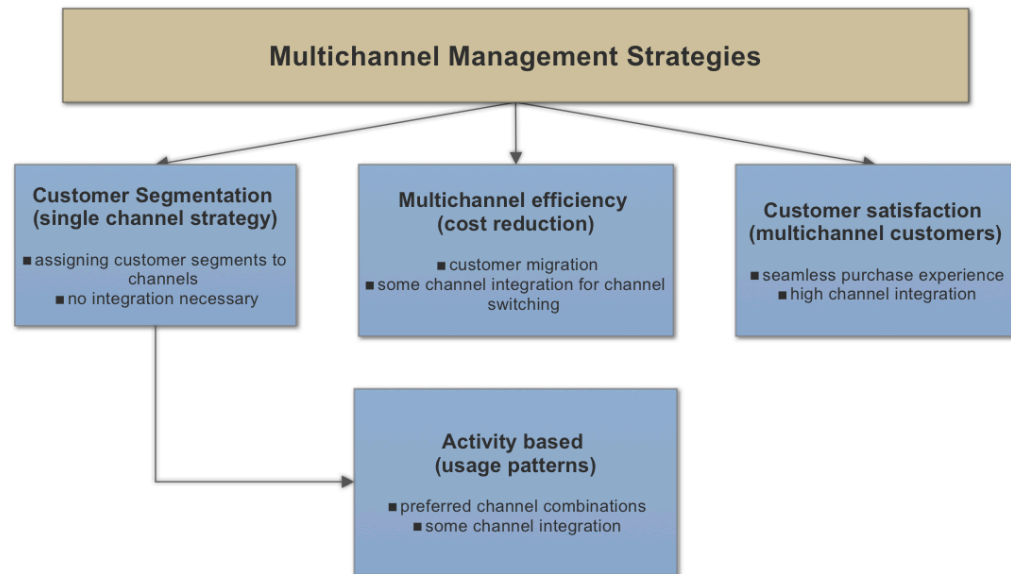 Multichannel Management Strategies
Customer Segmentation
(single channel strategy)
■ assigning customer segments to
channels
■ no integration necessary
Multichannel efficiency
(cost reduction)
■ customer migration
■ some channel integration for channel
switching
Customer satisfaction
(multichannel customers)
■ seamless purchase experience
■ high channel integration
Activity based
(usage patterns)
■ preferred channel combinations
■ some channel integration